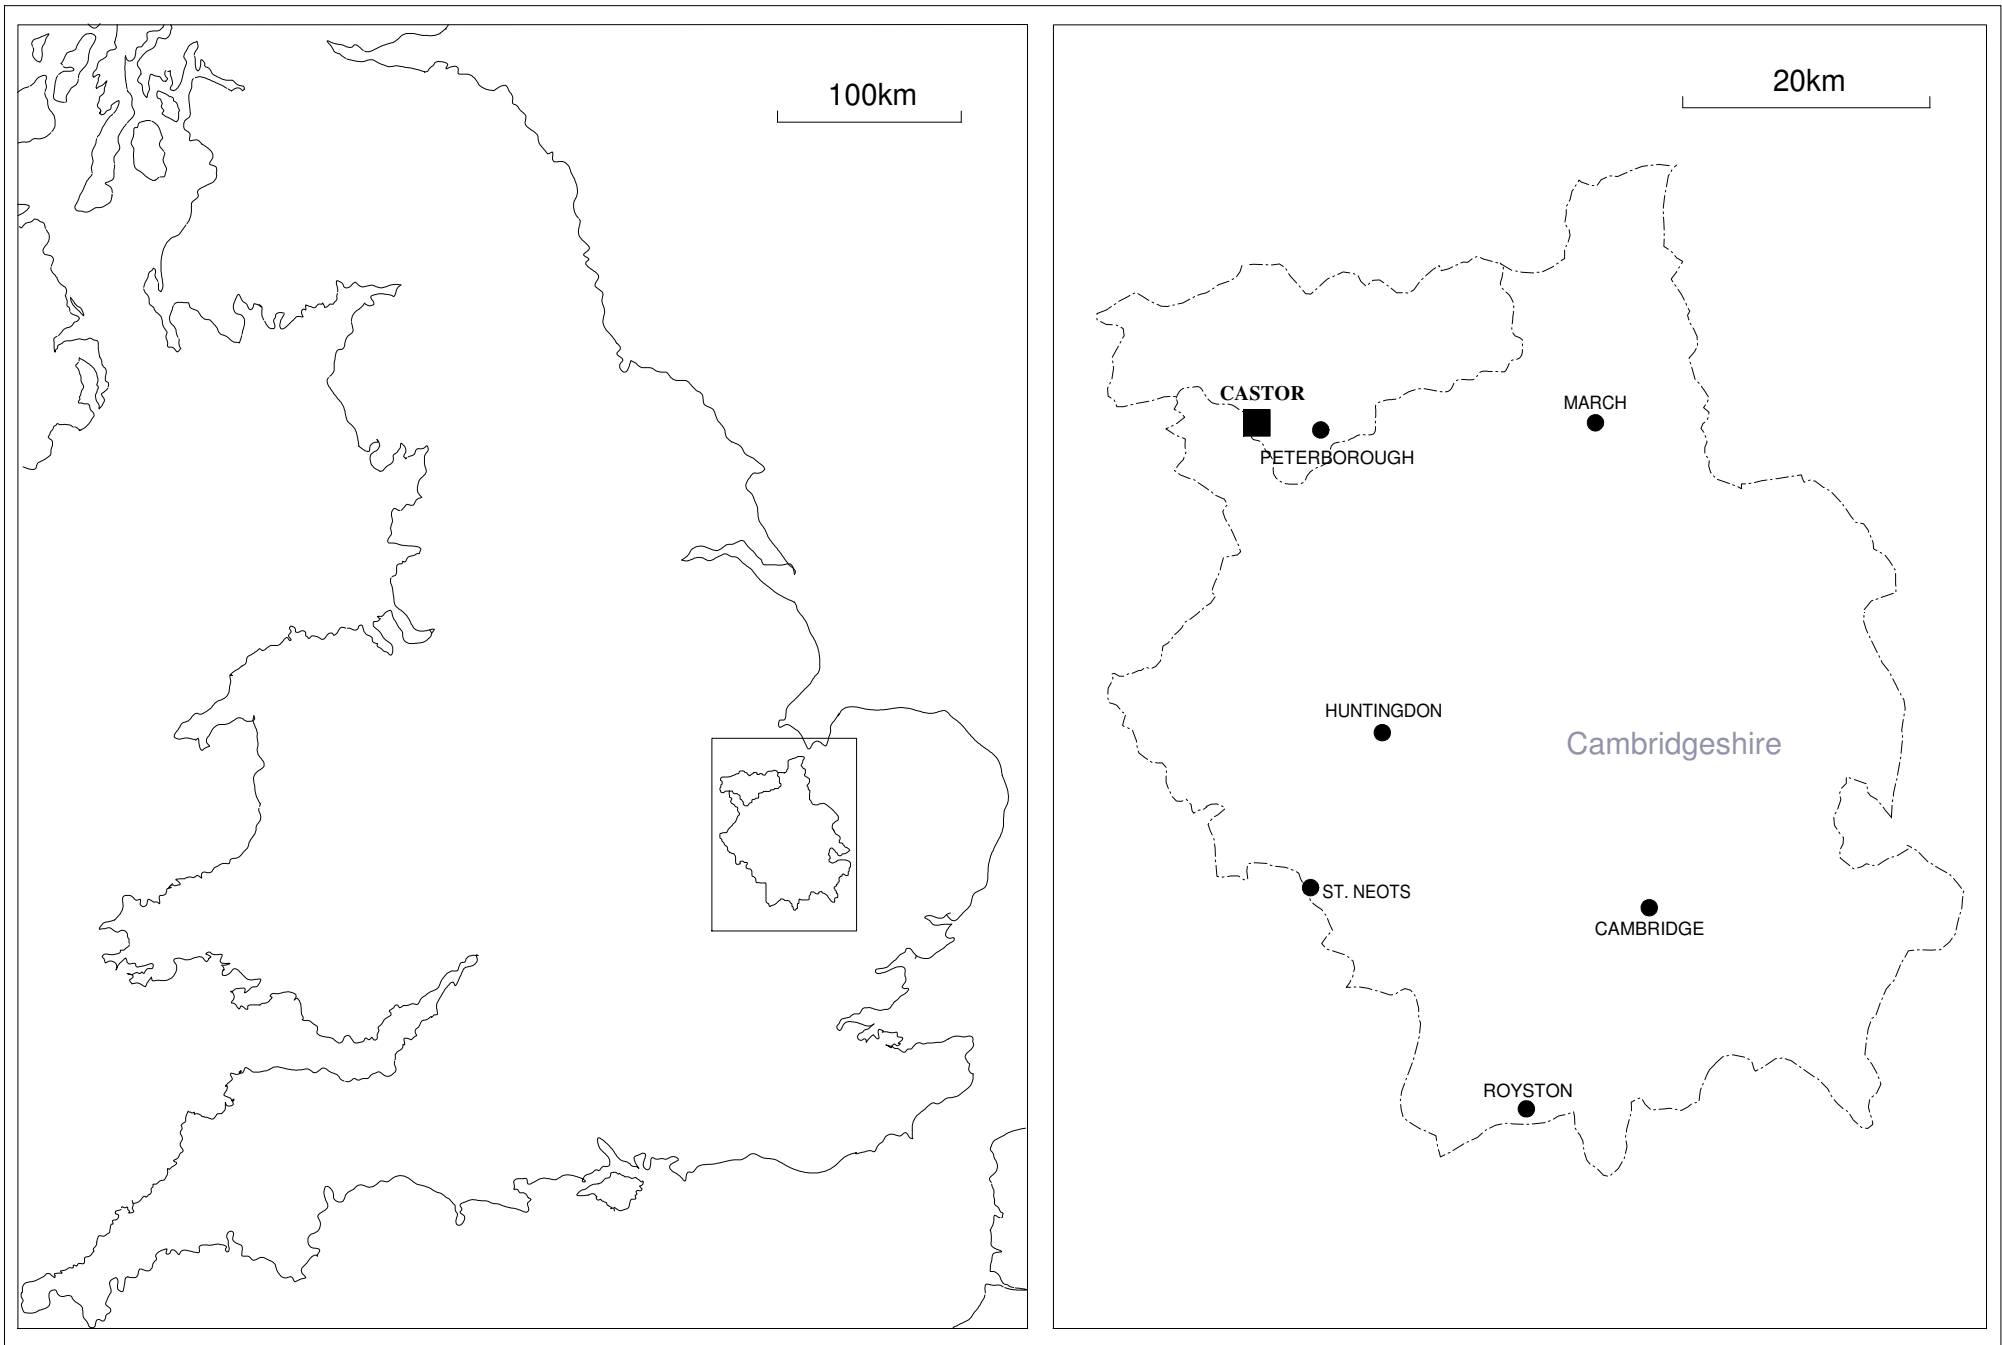 100km
20km
CASTOR
MARCH
PETERBOROUGH
HUNTINGDON
Cambridgeshire
ST. NEOTS
CAMBRIDGE
ROYSTON